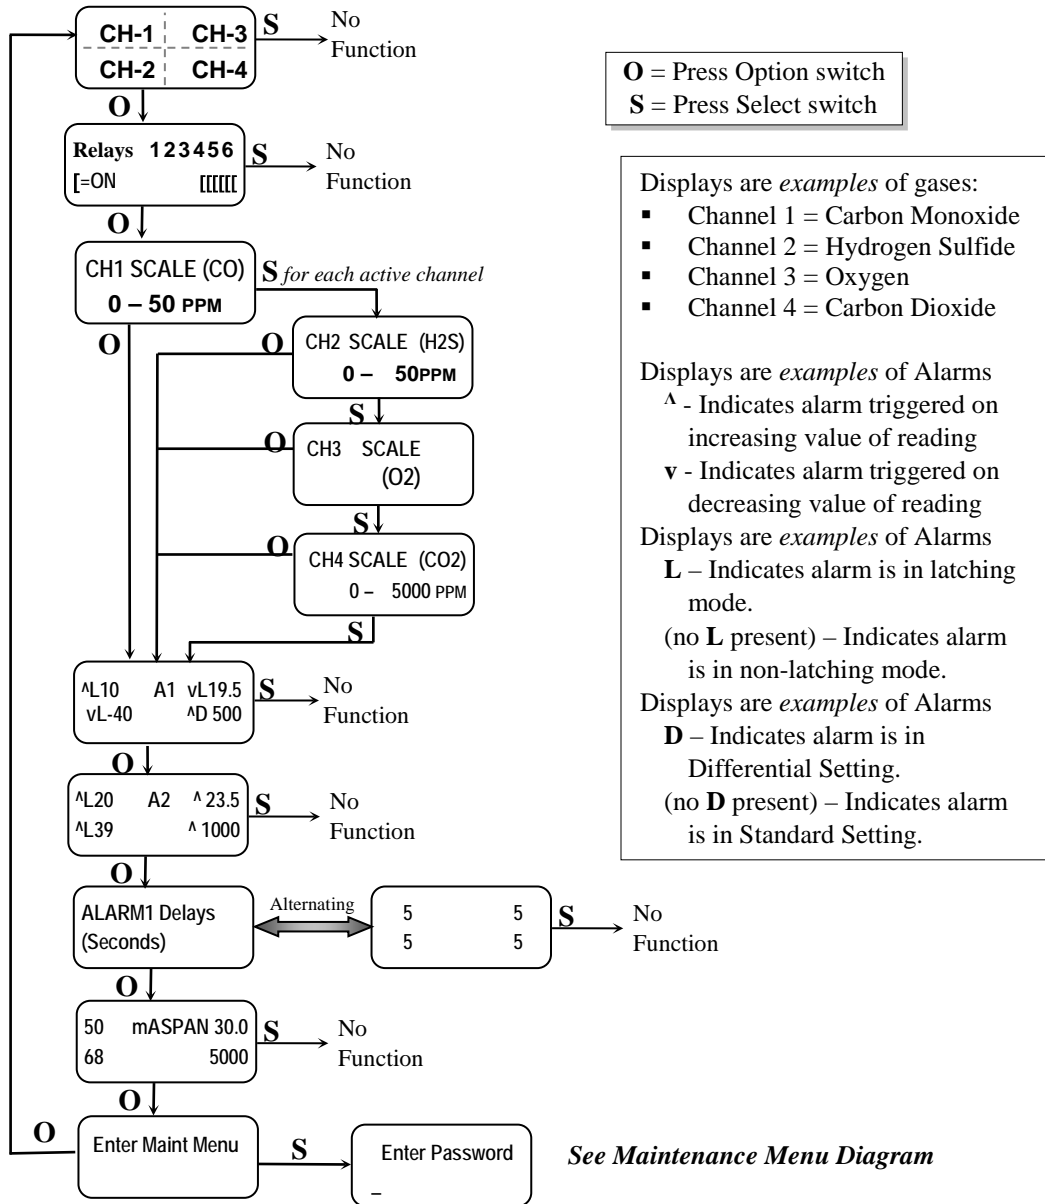 CH-1 CH-3
CH-2 CH-4
S
No
Function
O
Relays 1 2 3 4 5 6
[=ON [[[[[[
S
No
Function
O
CH1 SCALE (CO)
0 – 50 PPM
S for each active channel
O
CH2 SCALE (H2S)
0 – 50PPM
O
S
CH3 SCALE
(O2)
O
S
CH4 SCALE (CO2)
0 – 5000 PPM
O
S
^L10 A1 vL19.5
vL-40 ^D 500
S
No
Function
O
^L20 A2 ^ 23.5
^L39 ^ 1000
S
No
Function
O
ALARM1 Delays
(Seconds)
Alternating
5 5
5 5
S
No
Function
O
50 mASPAN 30.0
68 5000
S
No
Function
O
O
Enter Maint Menu
S
Enter Password
_
See Maintenance Menu Diagram
O = Press Option switch
S = Press Select switch
Displays are examples of gases:
▪ Channel 1 = Carbon Monoxide
▪ Channel 2 = Hydrogen Sulfide
▪ Channel 3 = Oxygen
▪ Channel 4 = Carbon Dioxide
Displays are examples of Alarms
^ - Indicates alarm triggered on
increasing value of reading
v - Indicates alarm triggered on
decreasing value of reading
Displays are examples of Alarms
L – Indicates alarm is in latching
mode.
(no L present) – Indicates alarm
is in non-latching mode.
Displays are examples of Alarms
D – Indicates alarm is in
Differential Setting.
(no D present) – Indicates alarm
is in Standard Setting.